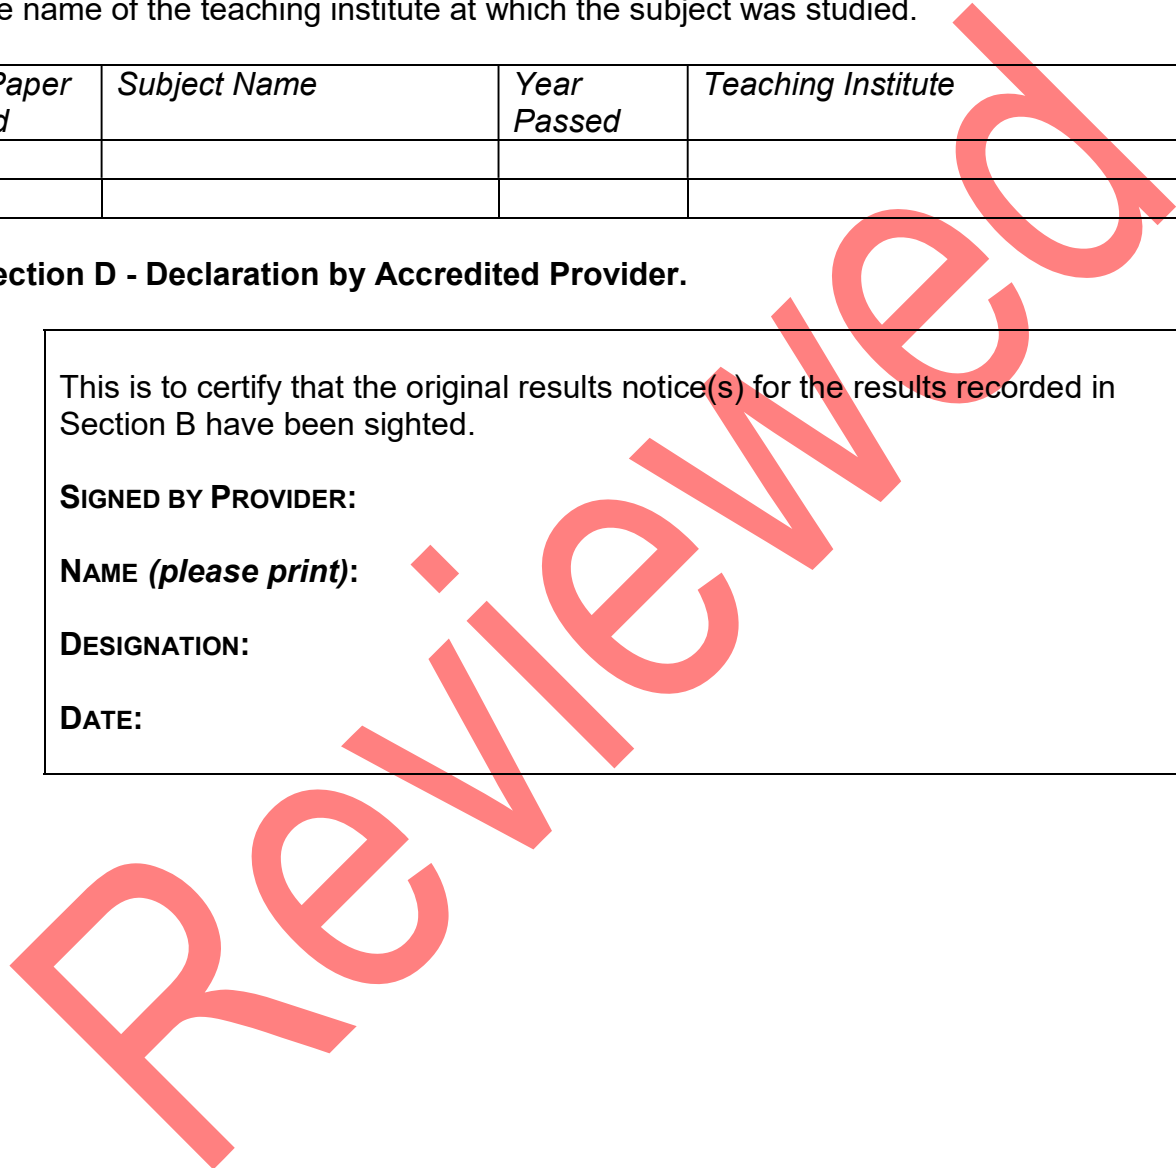 e name of the teaching institute at which the subject was studied.
Paper Subject Name Year Teaching Institute
d Passed
ection D - Declaration by Accredited Provider.
This is to certify that the original results notice(s) for the results recorded in
Section B have been sighted.
SIGNED BY PROVIDER:
NAME (please print):
DESIGNATION:
DATE:
Reviewed